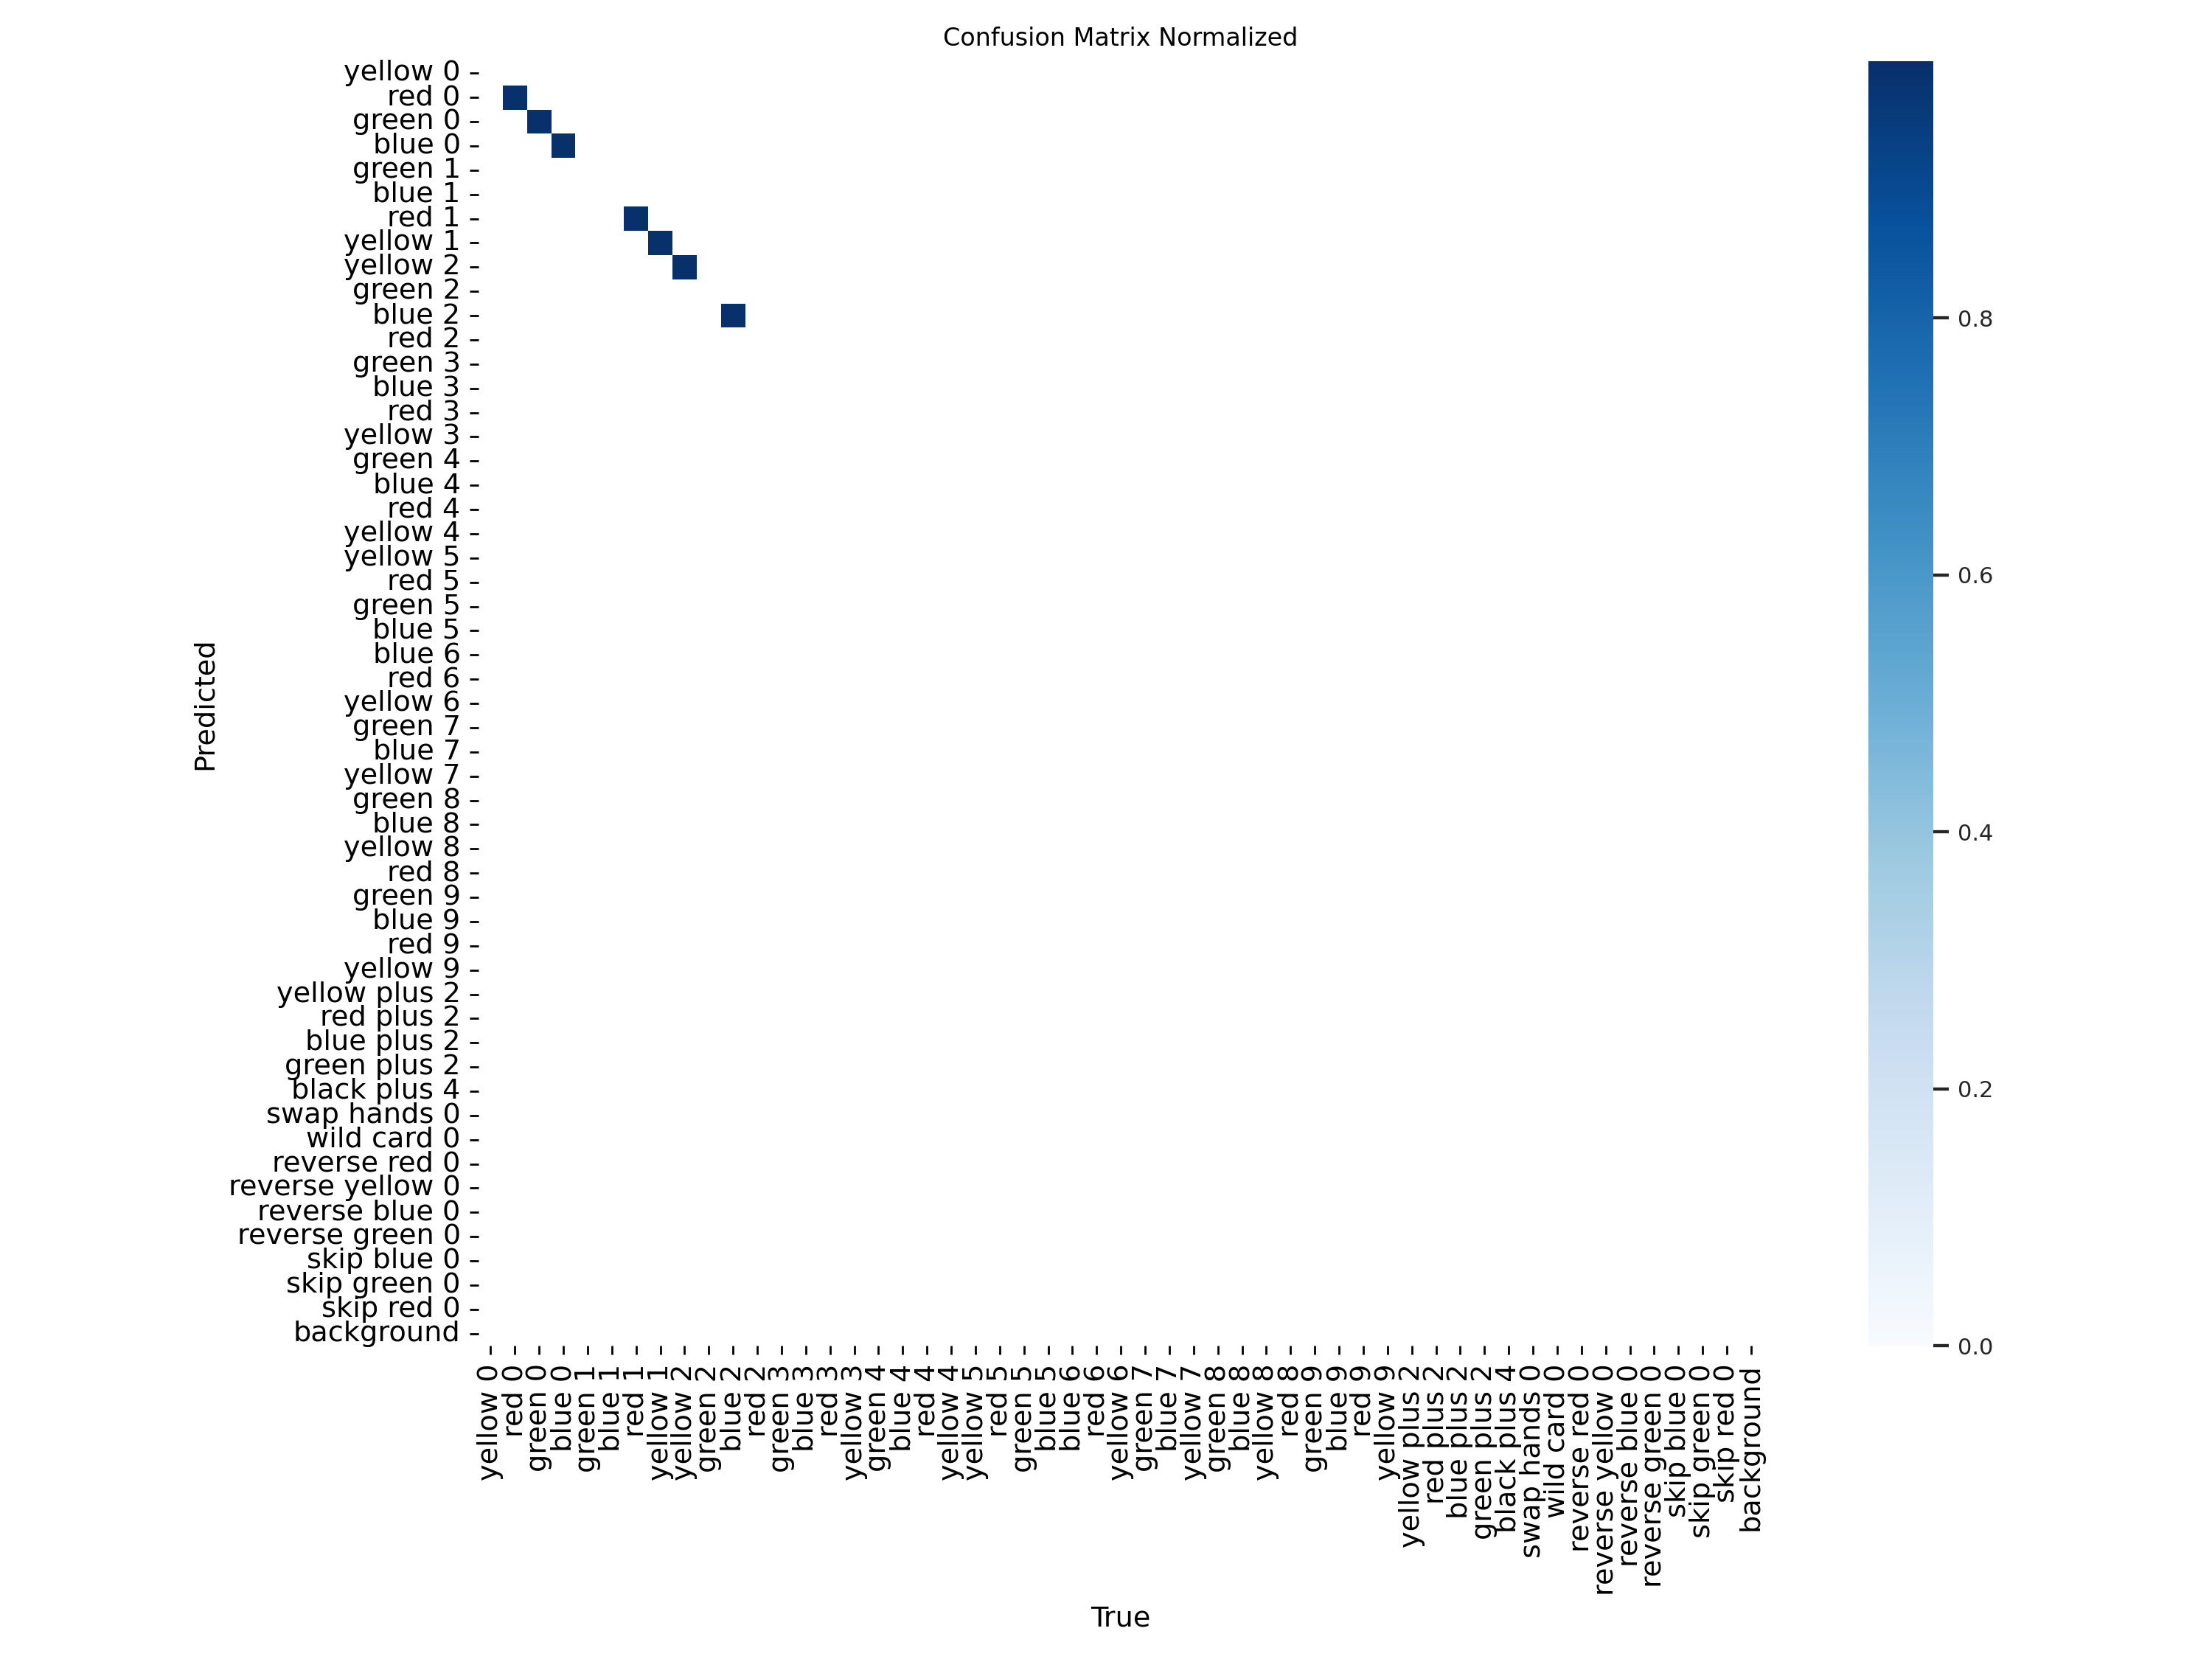 Confusion Matrix Normalized
yellow 0
red 0
green 0
blue 0
green 1
blue 1
red 1
yellow 1
yellow 2
green 2
blue 2
red 2
green 3
blue 3
red 3
yellow 3
green 4
blue 4
red 4
yellow 4
yellow 5
red 5
green 5
blue 5
blue 6
red 6
yellow 6
green 7
blue 7
yellow 7
green 8
blue 8
yellow 8
red 8
green 9
blue 9
red 9
yellow 9
yellow plus 2
red plus 2
blue plus 2
green plus 2
black plus 4
swap hands 0
wild card 0
reverse red 0
reverse yellow 0
reverse blue 0
reverse green 0
skip blue 0
skip green 0
skip red 0
background
Predicted
yellow 0
red 0
green 0
blue 0
green 1
blue 1
red 1
yellow 1
yellow 2
green 2
blue 2
red 2
green 3
blue 3
red 3
yellow 3
green 4
blue 4
red 4
yellow 4
yellow 5
red 5
green 5
blue 5
blue 6
red 6
yellow 6
green 7
blue 7
yellow 7
green 8
blue 8
yellow 8
red 8
green 9
blue 9
red 9
yellow 9
yellow plus 2
red plus 2
blue plus 2
green plus 2
black plus 4
swap hands 0
wild card 0
reverse red 0
reverse yellow 0
reverse blue 0
reverse green 0
skip blue 0
skip green 0
skip red 0
background
True
0.8
0.6
0.4
0.2
0.0